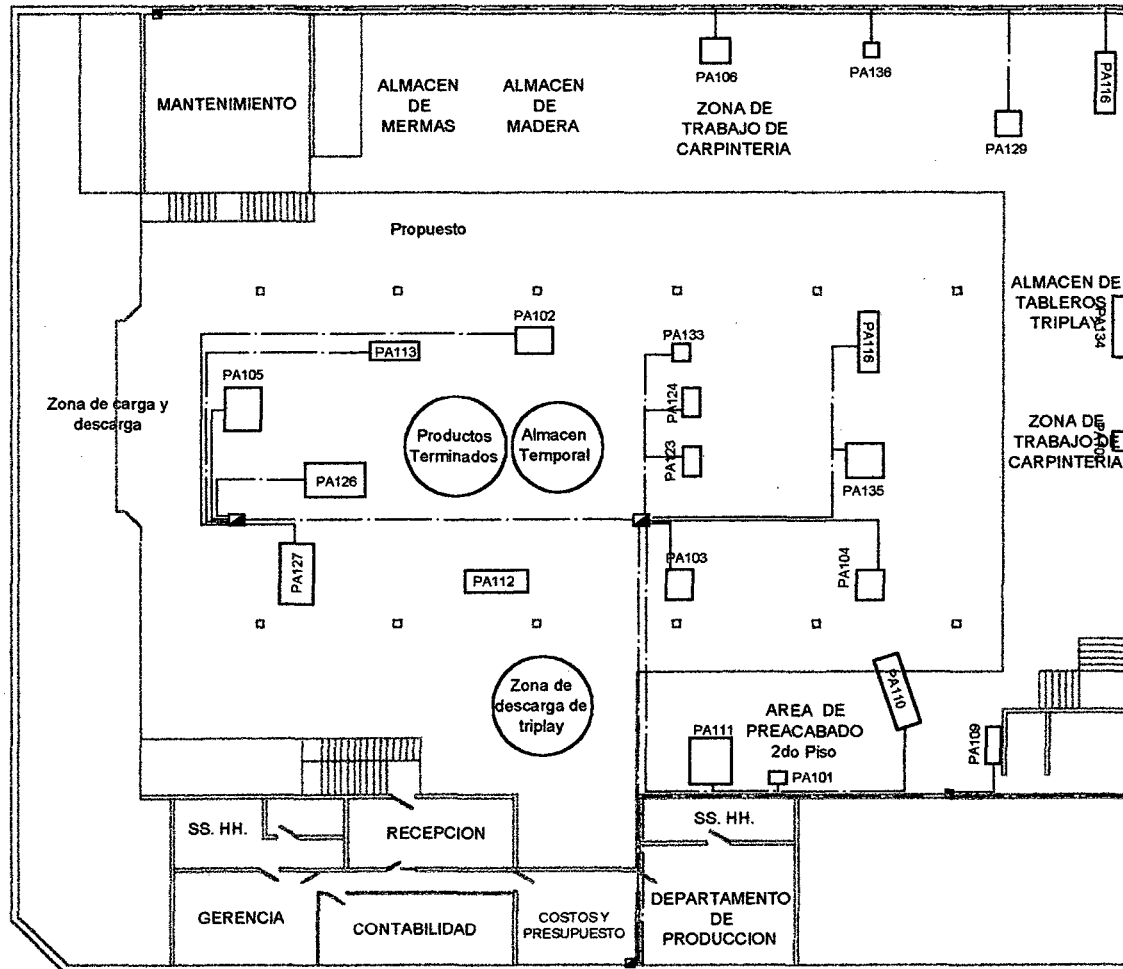 MANTENIMIENTO
ALMACEN
DE
MERMAS
ALMACEN
DE
MADERA
PA106
ZONA DE
TRABAJO DE
CARPINTERIA
PA136
PA129
PA116
Propuesto
ALMACEN DE
TABLEROS
TRIPLAY
PA134
PA102
PA113
PA133
PA116
PA105
PA124
Zona de carga y
descarga
Productos
Terminados
Almacen
Temporal
PA123
ZONA DE
TRABAJO DE
CARPINTERIA
PA126
PA135
PA127
PA112
PA103
PA104
Zona de
descarga de
triplay
PA110
AREA DE
PREACABADO
2do Piso
PA111
PA101
PA109
SS. HH.
RECEPCION
SS. HH.
GERENCIA
CONTABILIDAD
COSTOS Y
PRESUPUESTO
DEPARTAMENTO
DE
PRODUCCION